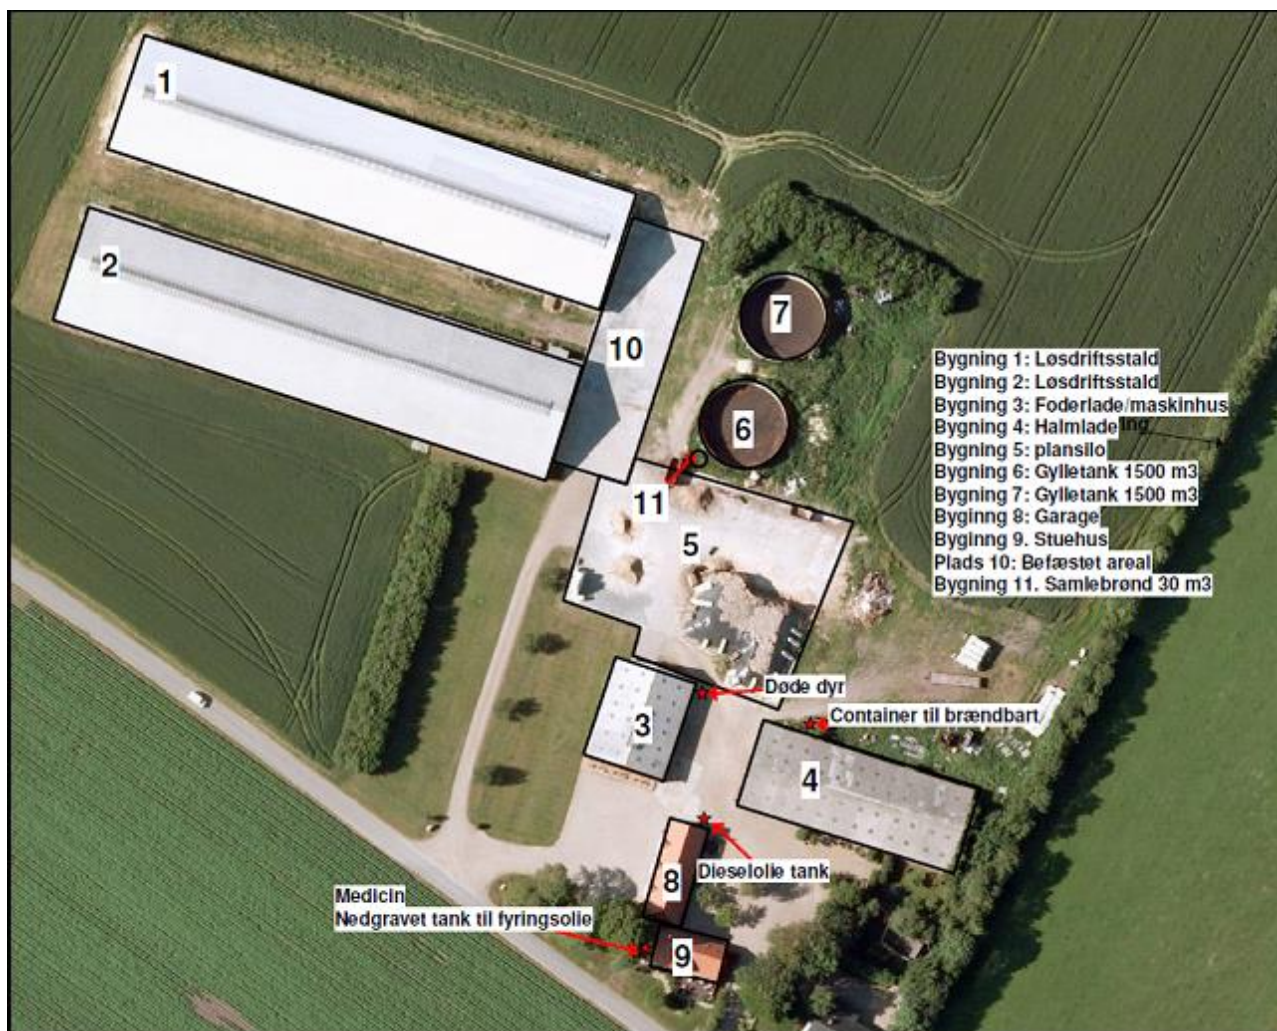 1
2
7
10
6
Bygning 1: Løsdriftsstald
Bygning 2: Løsdriftsstald
Bygning 3: Foderlade/maskinhus
Bygning 4: Halmlade
ing
Bygning 5: plansilo
Bygning 6: Gylletank 1500 m3
Bygning 7: Gylletank 1500 m3
Byginng 8: Garage
Byginng 9. Stuehus
Plads 10: Befæstet areal
Bygning 11. Samlebrønd 30 m3
11
5
Døde dyr
Container til brændbart
3
4
Dieselolie tank
8
Medicin
Nedgravet tank til fyringsolie
9